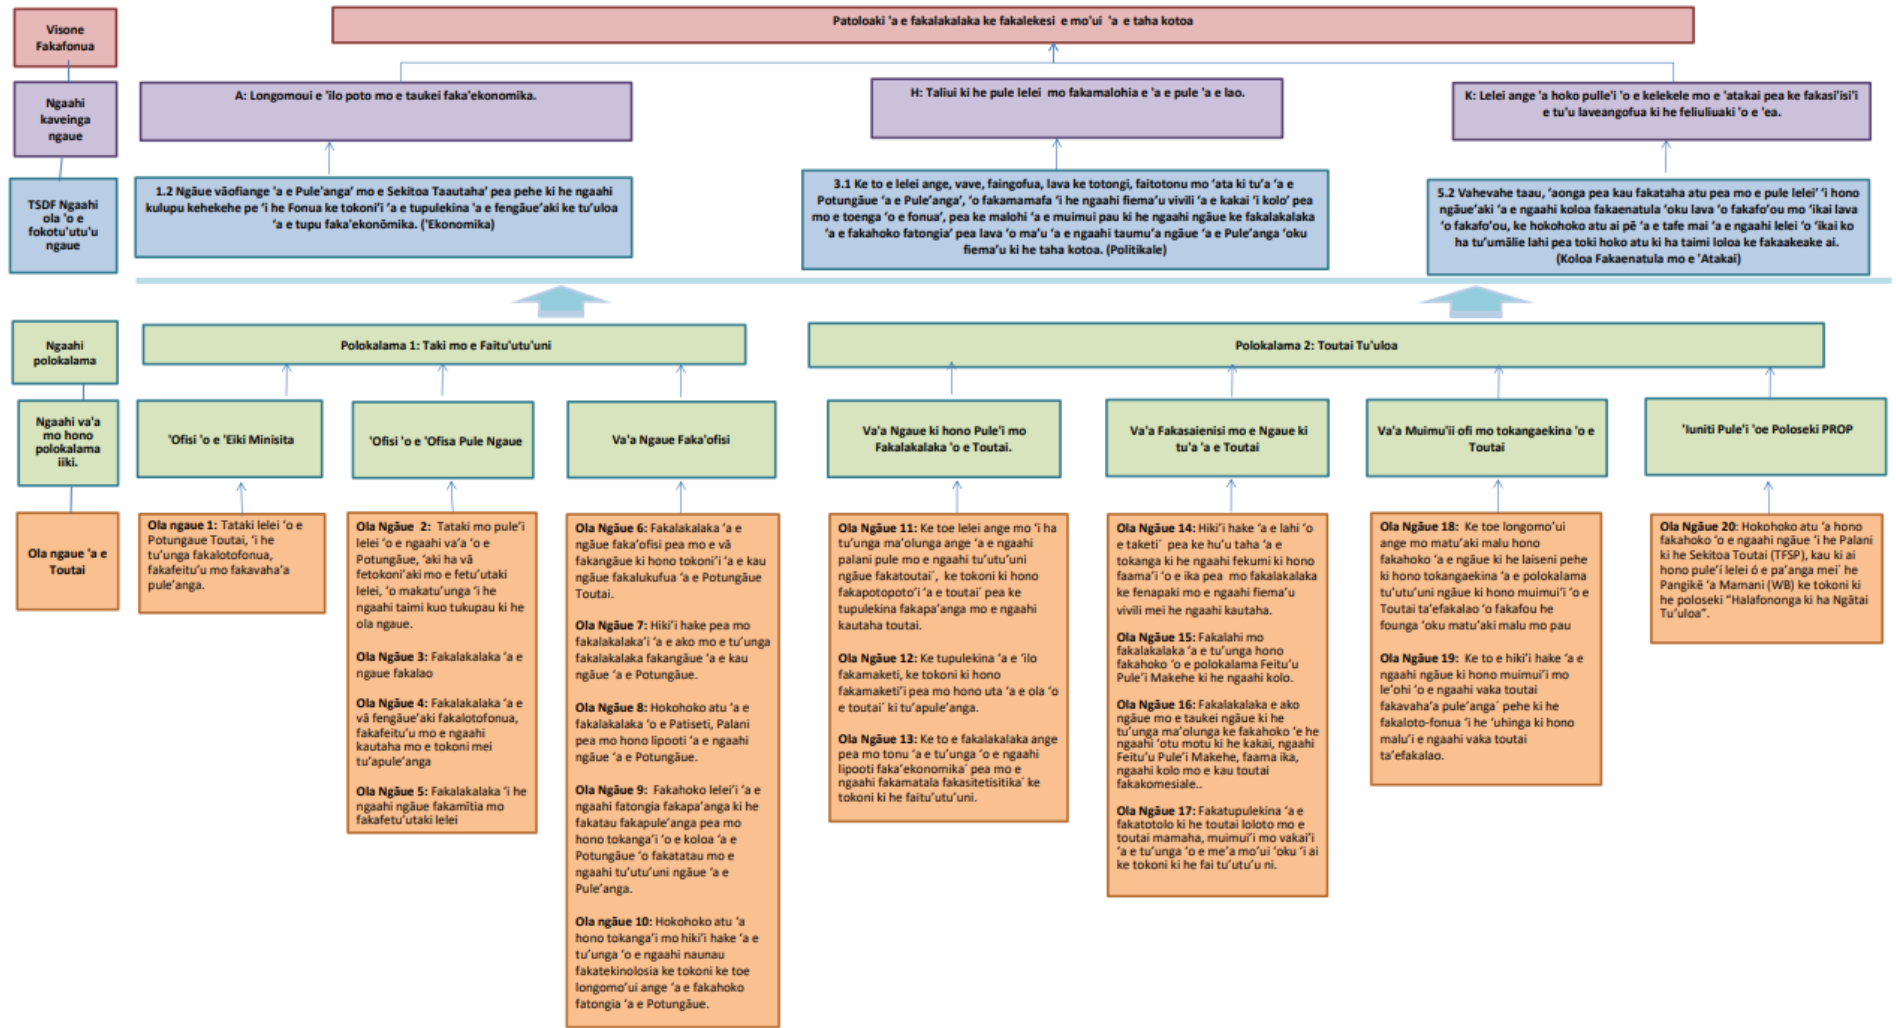 Visone
Fakafonua
Patoloaki 'a e fakalakalaka ke fakalekesi e mo'ui 'a e taha kotoa
Ngaahi
kaveinga
ngaue
A: Longomoui e 'ilo poto mo e taukei faka'ekonomika.
H: Taliui ki he pule lelei mo fakamalohia e 'a e pule 'a e lao.
K: Lelei ange 'a hoko pulle'i 'o e kelekele mo e 'atakai pea ke fakasi'isi'i
e tu'u laveangofua ki he feliuliuaki 'o e 'ea.
TSDF Ngaahi
ola 'o e
fokotu'utu'u
ngaue
1.2 Ngāue vāofiange 'a e Pule'anga' mo e Sekitoa Taautaha' pea pehe ki he ngaahi
kulupu kehekehe pe 'i he Fonua ke tokoni'i 'a e tupulekina 'a e fengāue'aki ke tu'uloa
'a e tupu faka'ekonōmika. ('Ekonomika)
3.1 Ke to e lelei ange, vave, faingofua, lava ke totongi, faitotonu mo 'ata ki tu'a 'a e
Potungāue 'a e Pule'anga', 'o fakamamafa 'i he ngaahi fiema'u vivili 'a e kakai 'i kolo' pea
mo e toenga 'o e fonua', pea ke malohi 'a e muimui pau ki he ngaahi ngāue ke fakalakalaka
'a e fakahoko fatongia' pea lava 'o ma'u 'a e ngaahi taumu'a ngāue 'a e Pule'anga 'oku
fiema'u ki he taha kotoa. (Politikale)
5.2 Vahevahe taau, 'aonga pea kau fakataha atu pea mo e pule lelei' 'i hono
ngāue'aki 'a e ngaahi koloa fakaenatula 'oku lava 'o fakafo'ou mo 'ikai lava
'o fakafo'ou, ke hokohoko atu ai pē 'a e tafe mai 'a e ngaahi lelei 'o 'ikai ko
ha tu'umālie lahi pea toki hoko atu ki ha taimi loloa ke fakaakeake ai.
(Koloa Fakaenatula mo e 'Atakai)
Ngaahi
polokalama
Polokalama 1: Taki mo e Faitu'utu'uni
Polokalama 2: Toutai Tu'uloa
Ngaahi va'a
mo hono
polokalama
iiki.
'Ofisi 'o e 'Eiki Minisita
'Ofisi 'o e 'Ofisa Pule Ngaue
Va'a Ngaue Faka'ofisi
Va'a Ngaue ki hono Pule'i mo
Fakalakalaka 'o e Toutai.
Va'a Fakasaienisi mo e Ngaue ki
tu'a 'a e Toutai
Va'a Muimu'ii ofi mo tokangaekina 'o e
Toutai
'Iuniti Pule'i 'oe Poloseki PROP
Ola ngaue 'a e
Toutai
Ola ngaue 1: Tataki lelei 'o e
Potungaue Toutai, 'i he
tu'unga fakalotofonua,
fakafeitu'u mo fakavaha'a
pule'anga.
Ola Ngāue 2: Tataki mo pule'i
lelei 'o e ngaahi va'a 'o e
Potungāue, 'aki ha vā
fetokoni'aki mo e fetu'utaki
lelei, 'o makatu'unga 'i he
ngaahi taimi kuo tukupau ki he
ola ngaue.
Ola Ngāue 3: Fakalakalaka 'a e
ngaue fakalao
Ola Ngāue 4: Fakalakalaka 'a e
vā fengāue'aki fakalotofonua,
fakafeitu'u mo e ngaahi
kautaha mo e tokoni mei
tu'apule'anga
Ola Ngāue 5: Fakalakalaka 'i he
ngaahi ngāue fakamītia mo
fakafetu'utaki lelei
Ola Ngāue 6: Fakalakalaka 'a e
ngāue faka'ofisi pea mo e vā
fakangāue ki hono tokoni'i 'a e kau
ngāue fakalukufua 'a e Potungāue
Toutai.
Ola Ngāue 7: Hiki'i hake pea mo
fakalakalaka'i 'a e ako mo e tu'unga
fakalakalaka fakangāue 'a e kau
ngāue 'a e Potungāue.
Ola Ngāue 8: Hokohoko atu 'a e
fakalakalaka 'o e Patiseti, Palani
pea mo hono lipooti 'a e ngaahi
ngāue 'a e Potungāue.
Ola Ngāue 9: Fakahoko lelei'i 'a e
ngaahi fatongia fakapa'anga ki he
fakatau fakapule'anga pea mo
hono tokanga'i 'o e koloa 'a e
Potungāue 'o fakatatau mo e
ngaahi tu'utu'uni ngāue 'a e
Pule'anga.
Ola ngāue 10: Hokohoko atu 'a
hono tokanga'i mo hiki'i hake 'a e
tu'unga 'o e ngaahi naunau
fakatekinolosia ke tokoni ke toe
longomo'ui ange 'a e fakahoko
fatongia 'a e Potungāue.
Ola Ngāue 11: Ke toe lelei ange mo 'i ha
tu'unga ma'olunga ange 'a e ngaahi
palani pule mo e ngaahi tu'utu'uni
ngāue fakatoutai', ke tokoni ki hono
fakapotopoto'i 'a e toutai' pea ke
tupulekina fakapa'anga mo e ngaahi
kautaha toutai.
Ola Ngāue 12: Ke tupulekina 'a e 'ilo
fakamaketi, ke tokoni ki hono
fakamaketi'i pea mo hono uta 'a e ola 'o
e toutai' ki tu'apule'anga.
Ola Ngāue 13: Ke to e fakalakalaka ange
pea mo tonu 'a e tu'unga 'o e ngaahi
lipooti faka'ekonomika' pea mo e
ngaahi fakamatala fakasitetisitika' ke
tokoni ki he faitu'utu'uni.
Ola Ngāue 14: Hiki'i hake 'a e lahi 'o
e taketi' pea ke hu'u taha 'a e
tokanga ki he ngaahi fekumi ki hono
faama'i 'o e ika pea mo fakalakalaka
ke fenapaki mo e ngaahi fiema'u
vivili mei he ngaahi kautaha.
Ola Ngāue 15: Fakalahi mo
fakalakalaka 'a e tu'unga hono
fakahoko 'o e polokalama Feitu'u
Pule'i Makehe ki he ngaahi kolo.
Ola Ngāue 16: Fakalakalaka e ako
ngāue mo e taukei ngāue ki he
tu'unga ma'olunga ke fakahoko 'e he
ngaahi 'otu motu ki he kakai, ngaahi
Feitu'u Pule'i Makehe, faama ika,
ngaahi kolo mo e kau toutai
fakakomesiale..
Ola Ngāue 17: Fakatupulekina 'a e
fakatotolo ki he toutai loloto mo e
toutai mamaha, muimui'i mo vakai'i
'a e tu'unga 'o e me'a mo'ui 'oku 'i ai
ke tokoni ki he fai tu'utu'u ni.
Ola Ngāue 18: Ke toe longomo'ui
ange mo matu'aki malu hono
fakahoko 'a e ngāue ki he laiseni pehe
ki hono tokangaekina 'a e polokalama
tu'utu'uni ngāue ki hono muimui'i 'o e
Toutai ta'efakalao 'o fakafou he
founga 'oku matu'aki malu mo pau
Ola Ngāue 19: Ke to e hiki'i hake 'a e
ngaahi ngāue ki hono muimui'i mo
le'ohi 'o e ngaahi vaka toutai
fakavaha'a pule'anga' pehe ki he
fakaloto-fonua 'i he 'uhinga ki hono
malu'i e ngaahi vaka toutai
ta'efakalao.
Ola Ngāue 20: Hokohoko atu 'a hono
fakahoko 'o e ngaahi ngāue 'i he Palani
ki he Sekitoa Toutai (TFSP), kau ki ai
hono pule'i lelei ó e pa'anga mei' he
Pangikē 'a Mamani (WB) ke tokoni ki
he poloseki "Halafononga ki ha Ngātai
Tu'uloa".